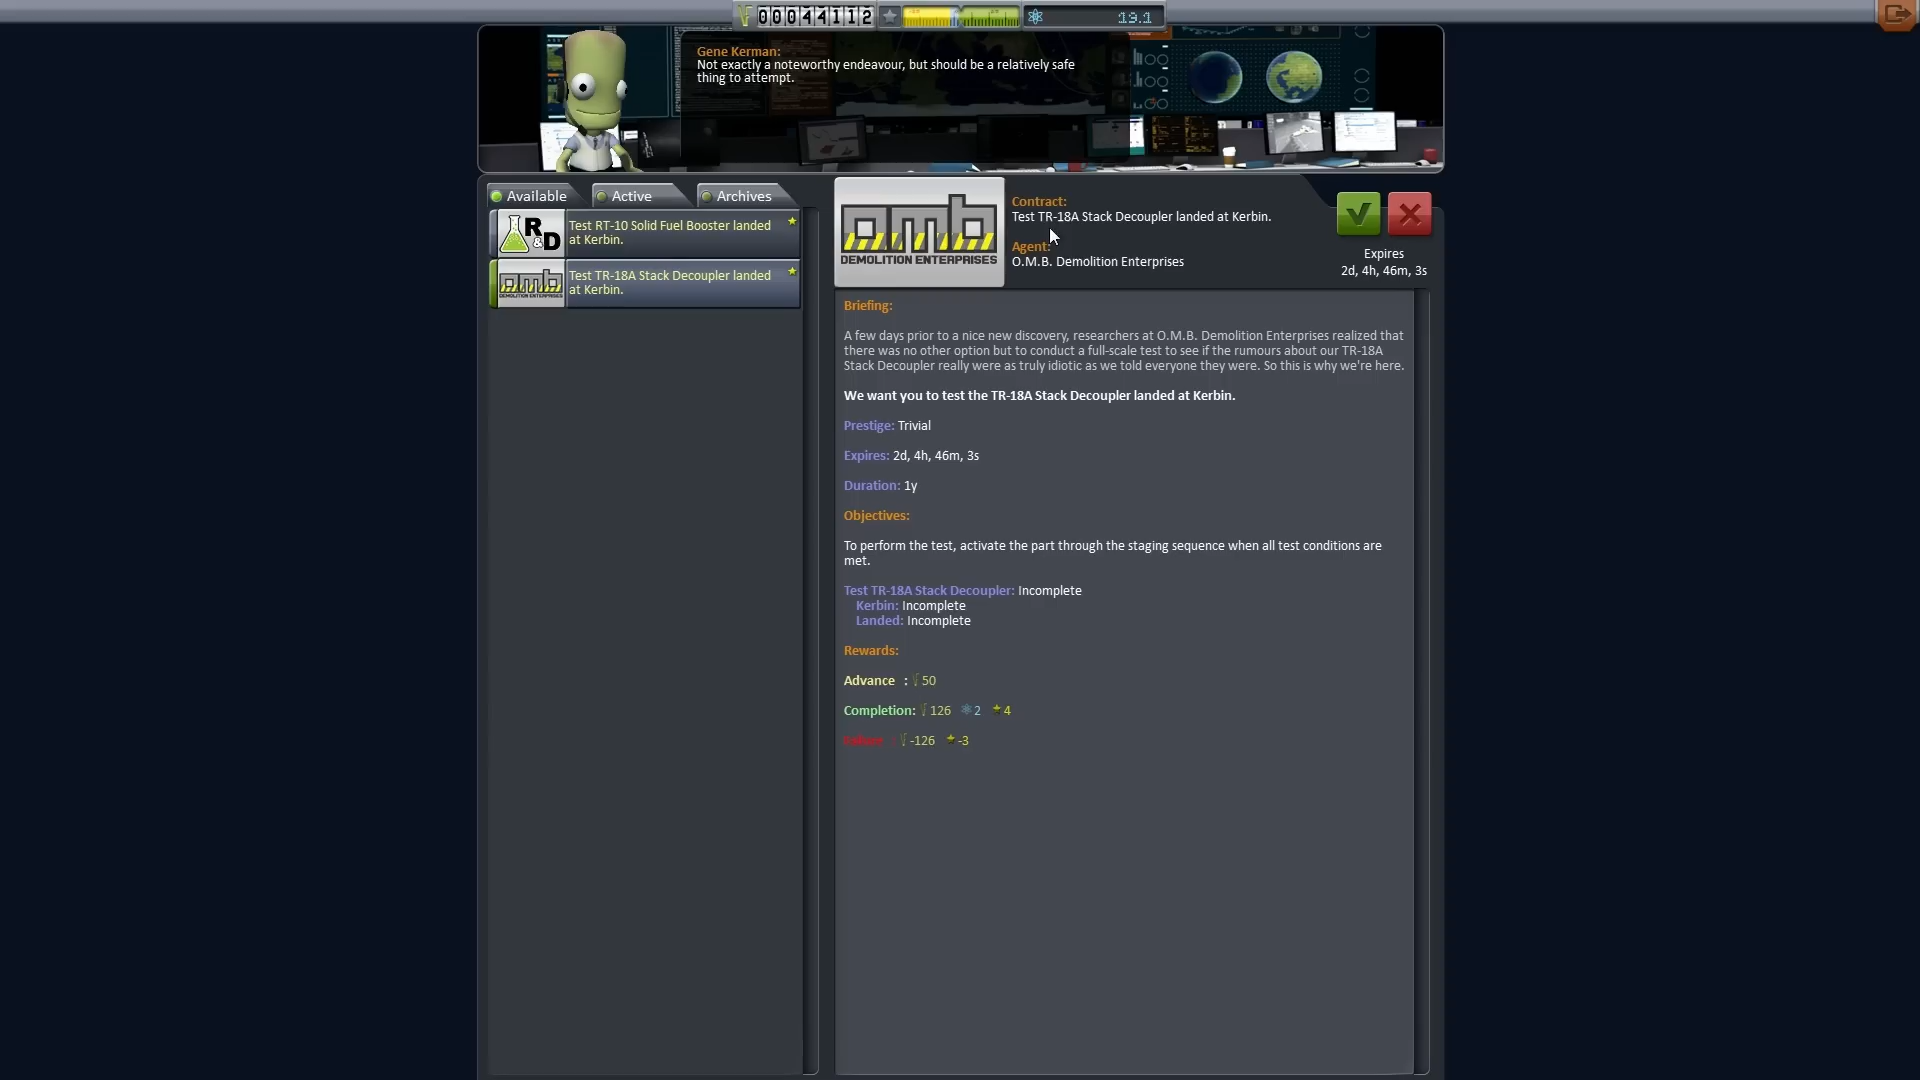 00044112
19.1
Gene Kerman:
Not exactly a noteworthy endeavour, but should be a relatively safe
thing to attempt.
Available
Active
Archives
R&D
Test RT-10 Solid Fuel Booster landed
at Kerbin.
omb
DEMOLITION ENTERPRISES
Test TR-18A Stack Decoupler landed
at Kerbin.
omb
DEMOLITION ENTERPRISES
Contract:
Test TR-18A Stack Decoupler landed at Kerbin.
Agent:
O.M.B. Demolition Enterprises
Expires
2d, 4h, 46m, 3s
Briefing:
A few days prior to a nice new discovery, researchers at O.M.B. Demolition Enterprises realized that
there was no other option but to conduct a full-scale test to see if the rumours about our TR-18A
Stack Decoupler really were as truly idiotic as we told everyone they were. So this is why we're here.
We want you to test the TR-18A Stack Decoupler landed at Kerbin.
Prestige: Trivial
Expires: 2d, 4h, 46m, 3s
Duration: 1y
Objectives:
To perform the test, activate the part through the staging sequence when all test conditions are
met.
Test TR-18A Stack Decoupler: Incomplete
Kerbin: Incomplete
Landed: Incomplete
Rewards:
Advance : 50
Completion: 126 2 4
Failure : -126 -3